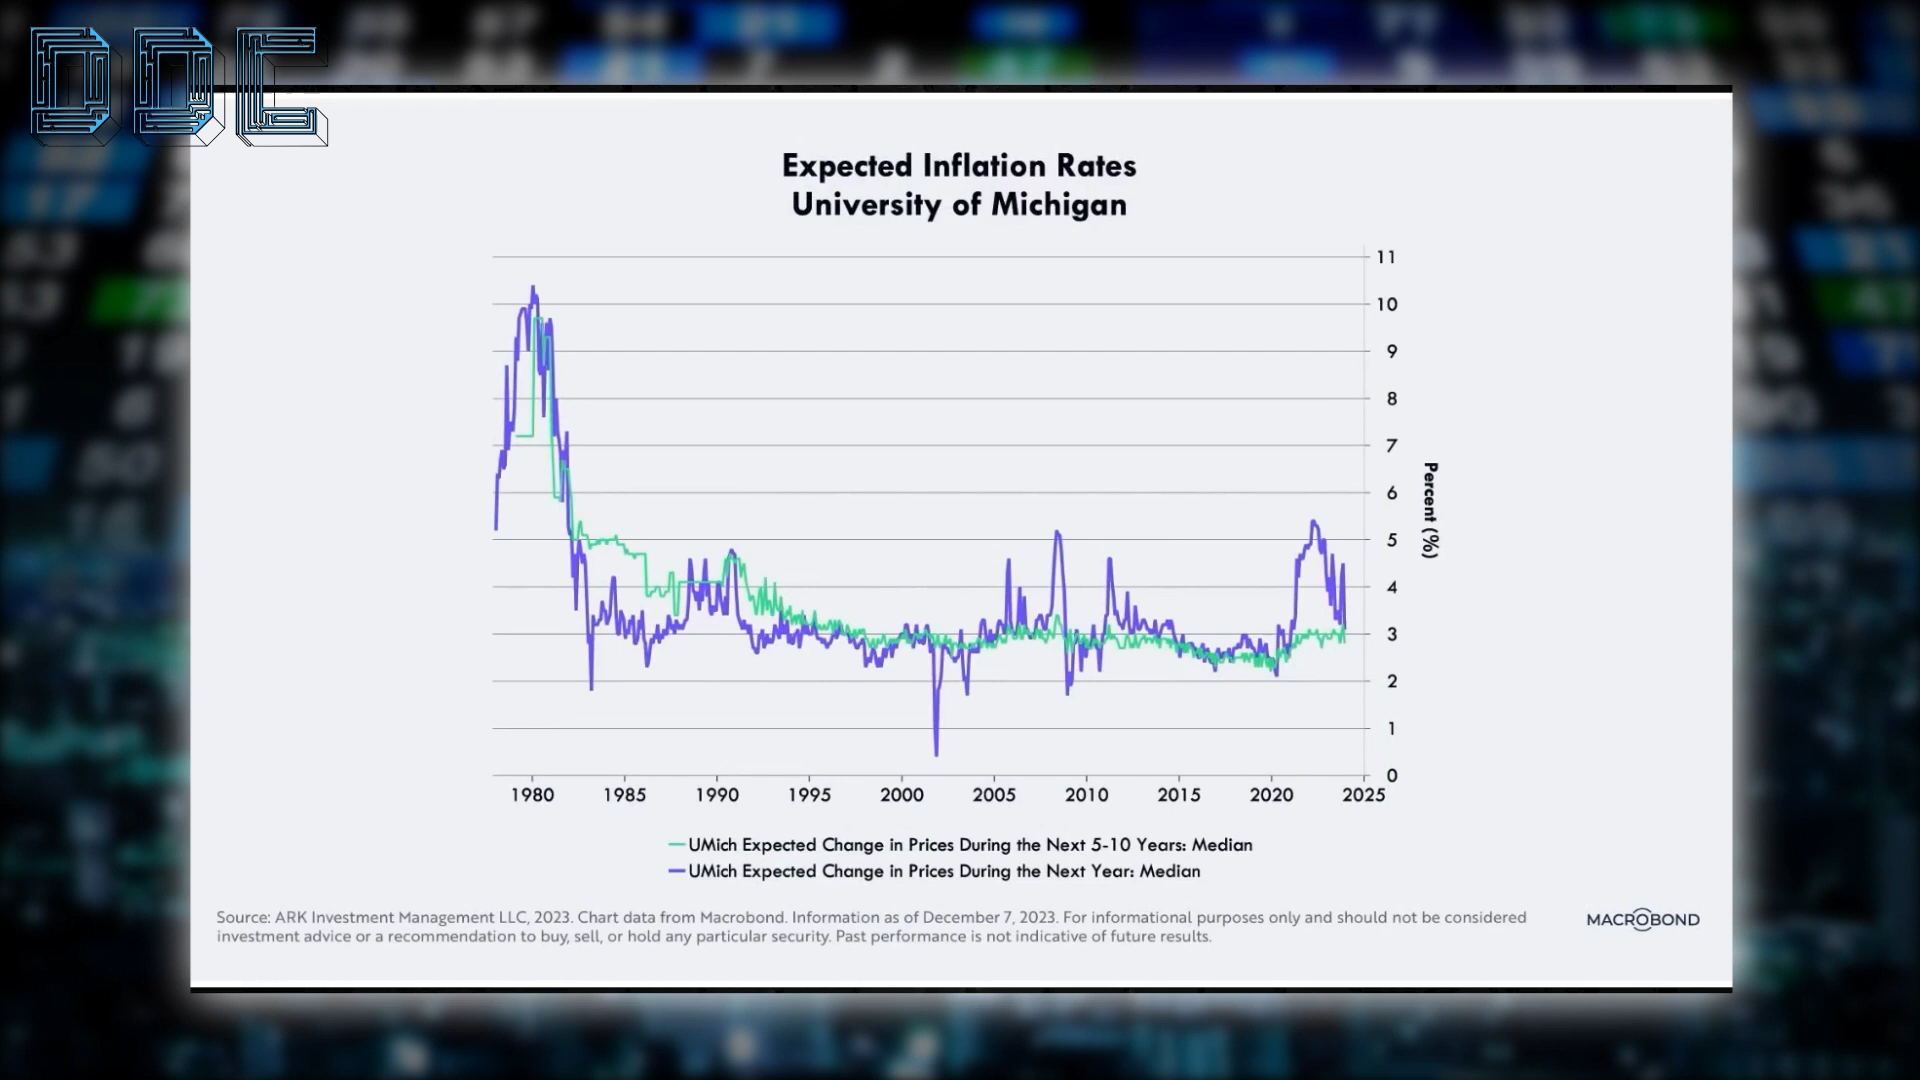 DDC
Expected Inflation Rates
University of Michigan
11
10
9
8
7
6
5
4
3
2
1
0
Percent (%)
1980 1985 1990 1995 2000 2005 2010 2015 2020 2025
UMich Expected Change in Prices During the Next 5-10 Years: Median
UMich Expected Change in Prices During the Next Year: Median
Source: ARK Investment Management LLC, 2023. Chart data from Macrobond. Information as of December 7, 2023. For informational purposes only and should not be considered
investment advice or a recommendation to buy, sell, or hold any particular security. Past performance is not indicative of future results.
MACROBOND